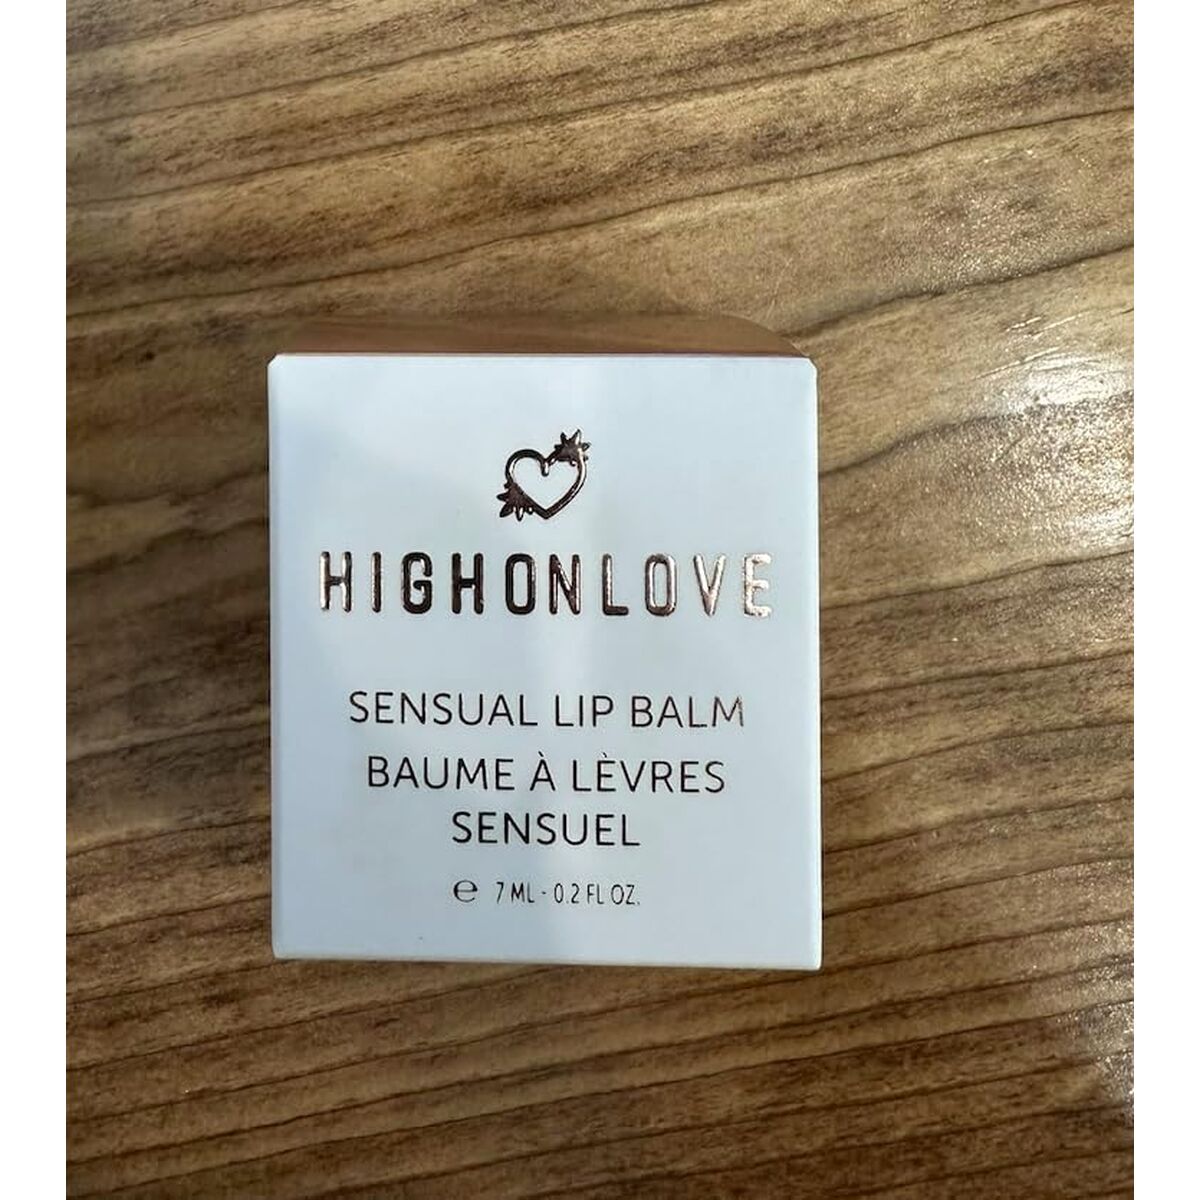 HIGHONLOVE
SENSUAL LIP BALM
BAUME À LÈVRES
SENSUEL
℮ 7 ML - 0.2 FL OZ.